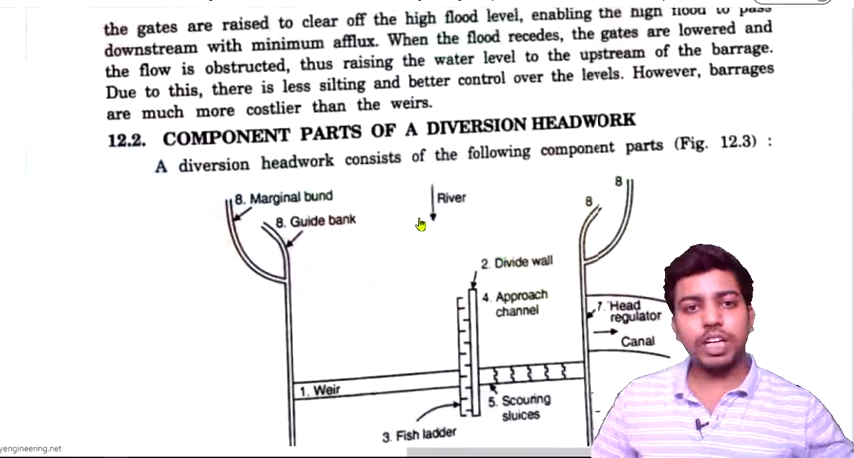 the gates are raised to clear off the high flood level, enabling the high flood to pass
downstream with minimum afflux. When the flood recedes, the gates are lowered and
the flow is obstructed, thus raising the water level to the upstream of the barrage.
Due to this, there is less silting and better control over the levels. However, barrages
are much more costlier than the weirs.
12.2. COMPONENT PARTS OF A DIVERSION HEADWORK
A diversion headwork consists of the following component parts (Fig. 12.3) :
8. Marginal bund
River
8
8
8. Guide bank
2. Divide wall
4. Approach
channel
7. Head
regulator
Canal
1. Weir
5. Scouring
sluices
3. Fish ladder
yengineering.net